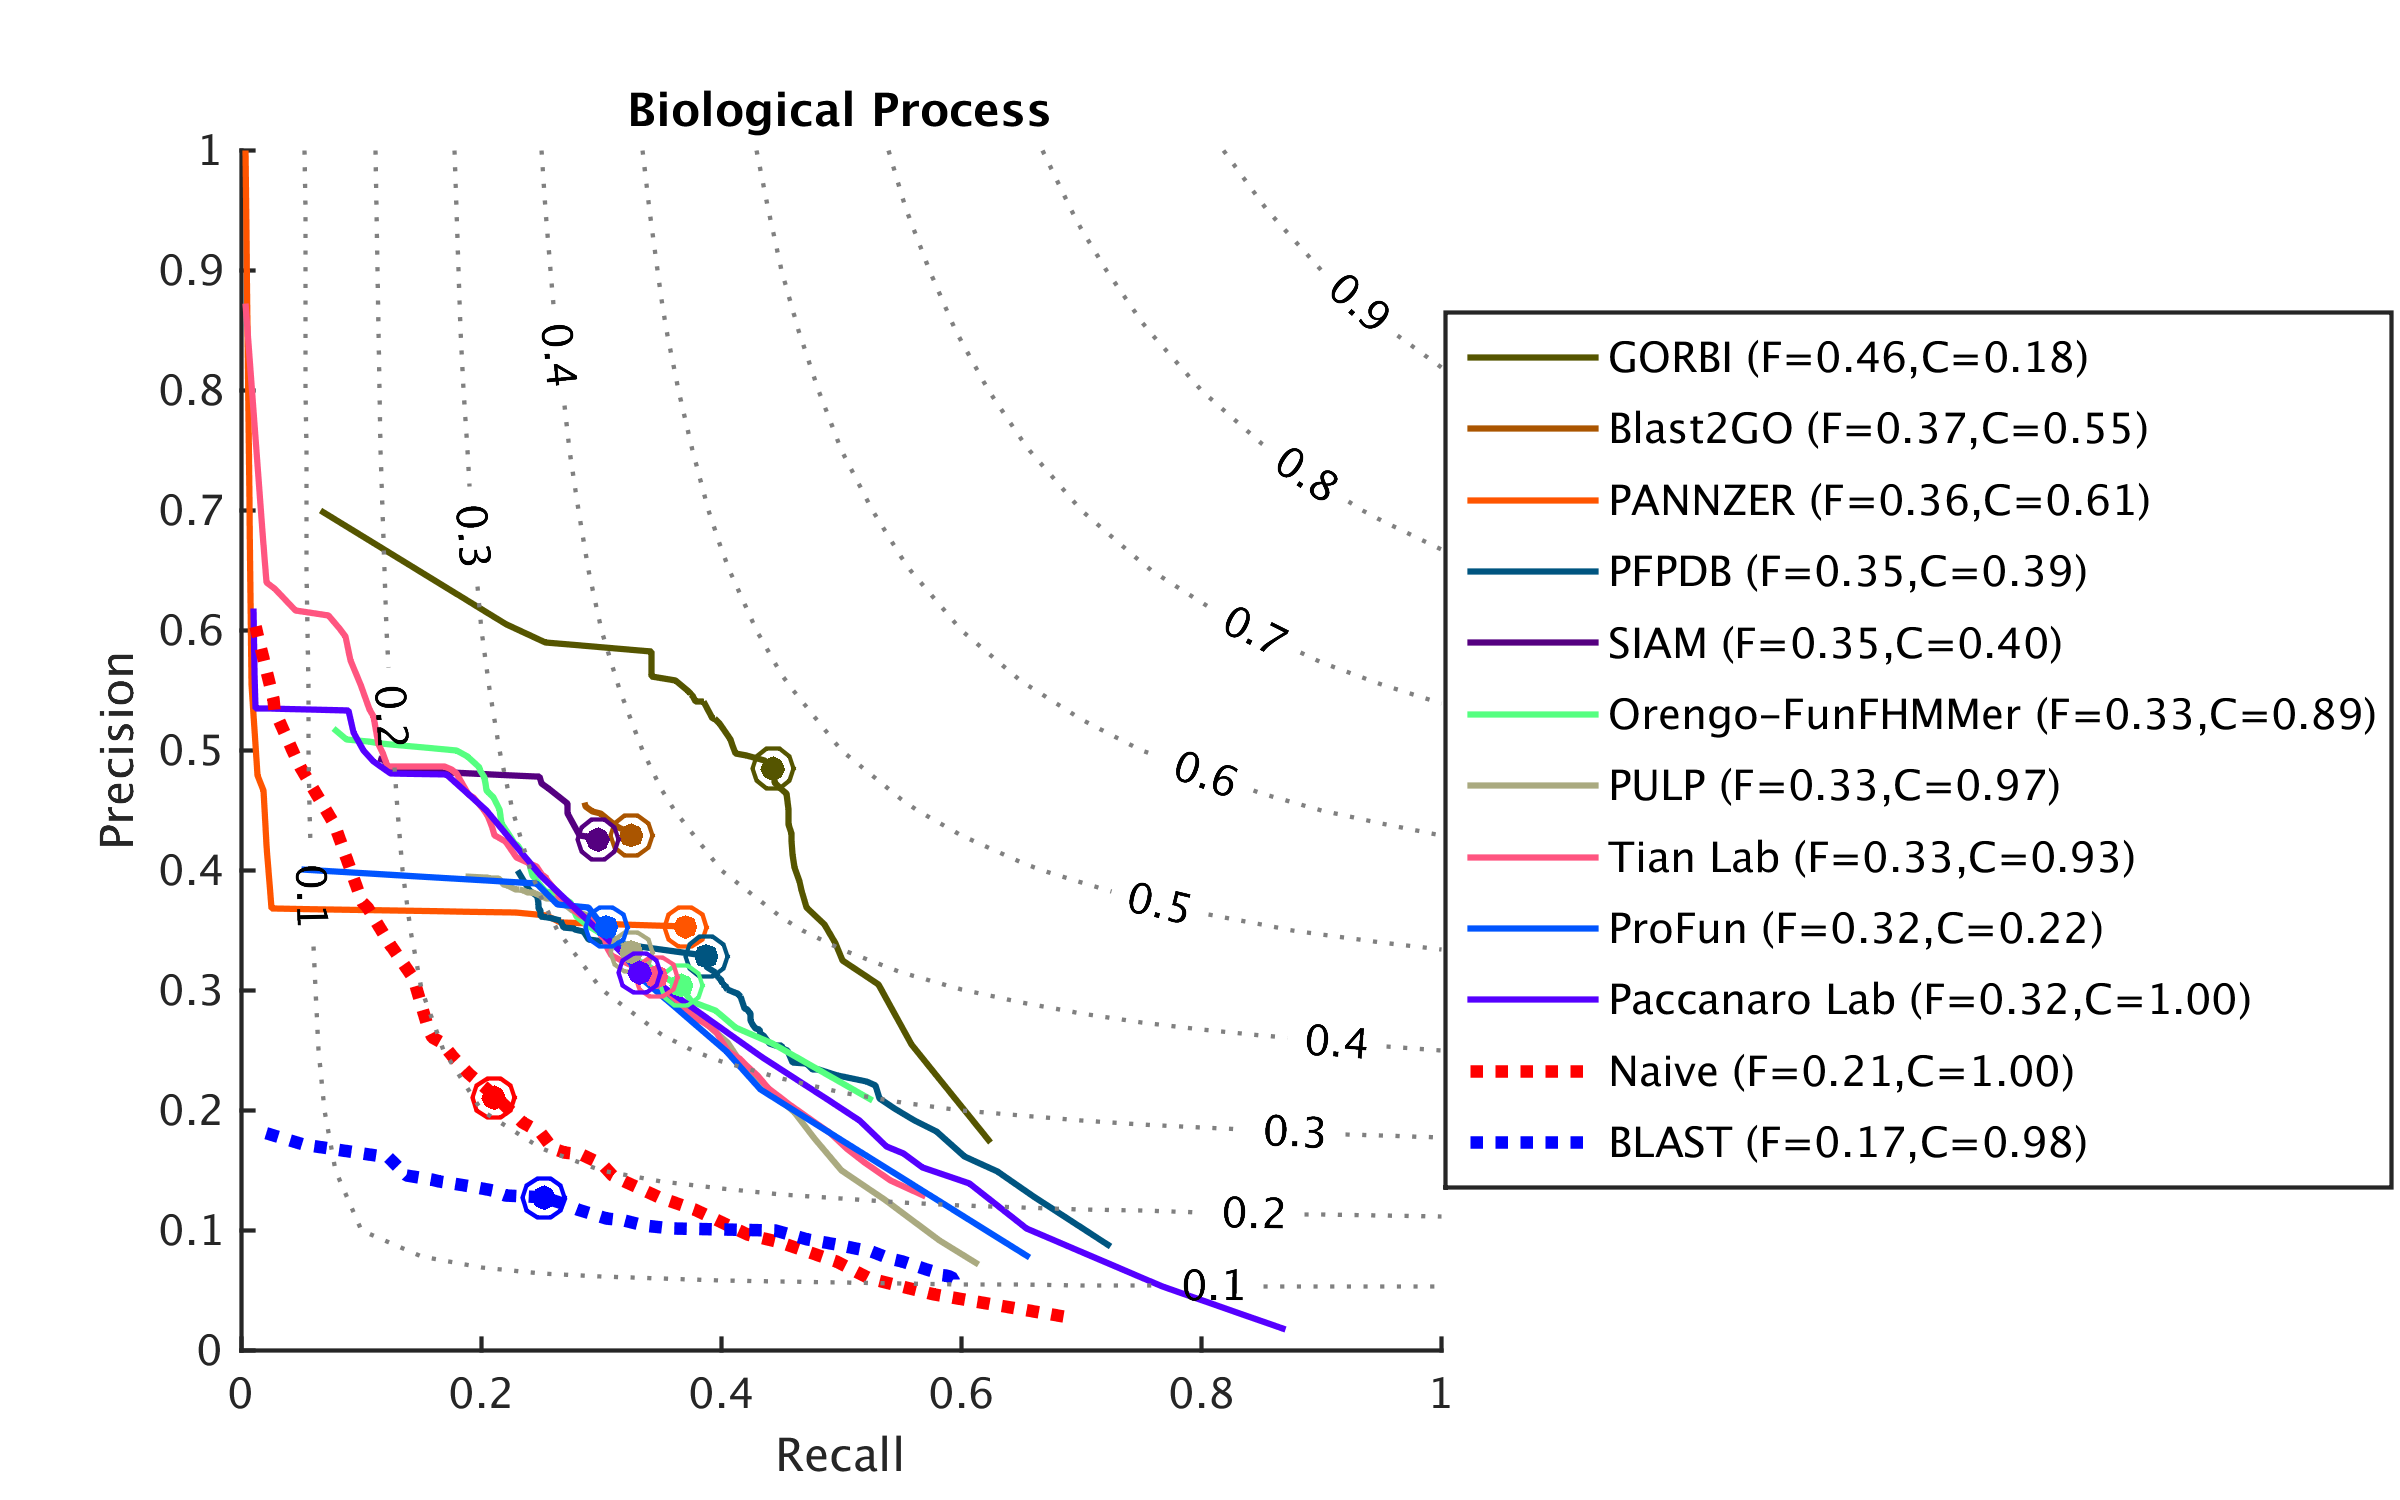 Biological Process
1
0.9
0.8
0.7
0.6
0.5
0.4
0.3
0.2
0.1
0
Precision
0
0.2
0.4
0.6
0.8
1
Recall
0.1
0.2
0.3
0.4
0.9
0.8
0.7
0.6
0.5
0.4
0.3
0.2
0.1
GORBI (F=0.46,C=0.18)
Blast2GO (F=0.37,C=0.55)
PANNZER (F=0.36,C=0.61)
PFPDB (F=0.35,C=0.39)
SIAM (F=0.35,C=0.40)
Orengo-FunFHMMer (F=0.33,C=0.89)
PULP (F=0.33,C=0.97)
Tian Lab (F=0.33,C=0.93)
ProFun (F=0.32,C=0.22)
Paccanaro Lab (F=0.32,C=1.00)
Naive (F=0.21,C=1.00)
BLAST (F=0.17,C=0.98)